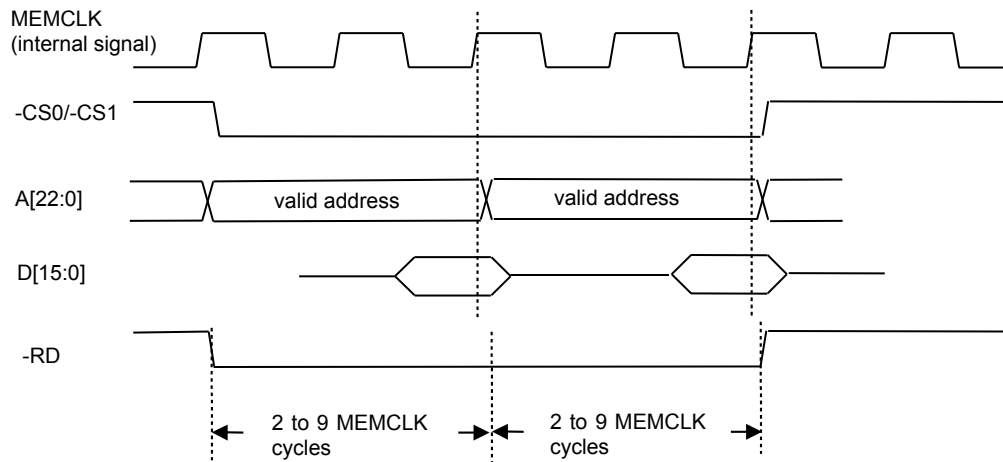 MEMCLK
(internal signal)
-CS0/-CS1
A[22:0]
valid address
valid address
D[15:0]
-RD
2 to 9 MEMCLK
cycles
2 to 9 MEMCLK
cycles